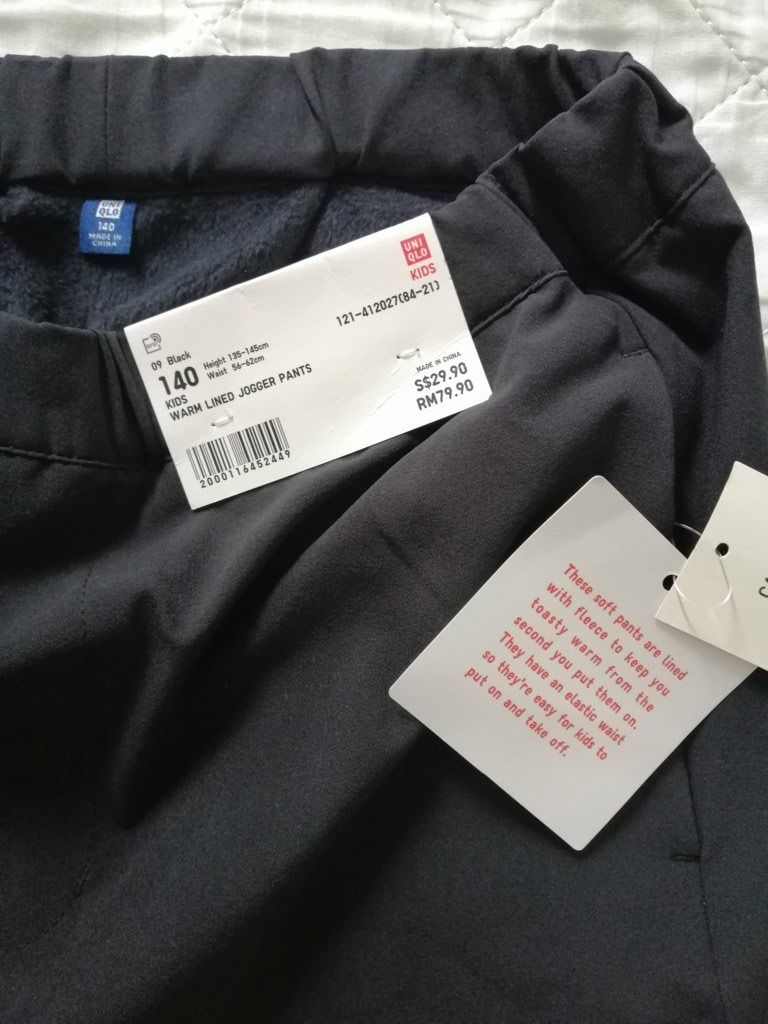 UNI
QLO
140
MADE IN
CHINA
UNI
QLO
KIDS
121-412027(84-21)
09 Black
140 Height 135-145cm
Waist 56-62cm
KIDS
WARM LINED JOGGER PANTS
MADE IN CHINA
S$29.90
RM79.90
2000116452449
These soft pants are lined
with fleece to keep you
toasty warm from the
second you put them on.
They have an elastic waist
so they're easy for kids to
put on and take off.